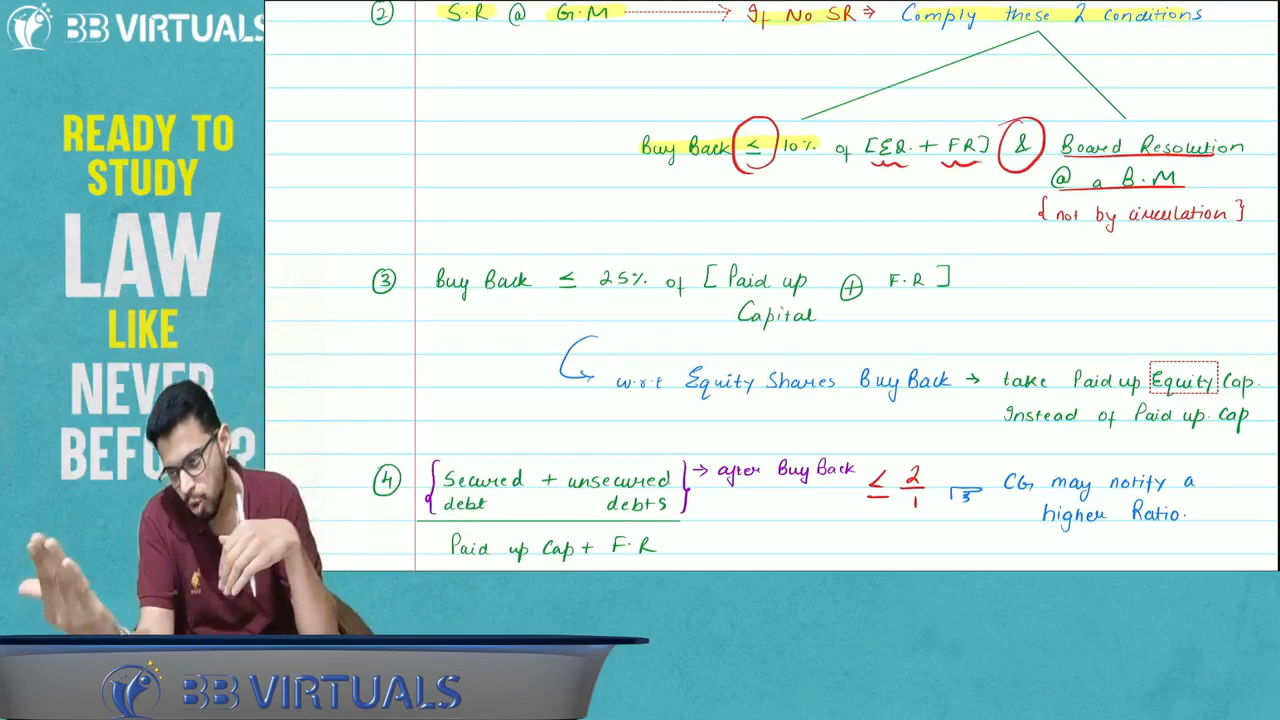 BB VIRTUALS
READY TO
STUDY
LAW
LIKE
NEVER
② S.R @ G.M → If No SR → Comply these 2 conditions
Buy Back ≤ 10% of [ER. + FR] & Board Resolution
@ a B.M
{not by circulation}
③ Buy Back ≤ 25% of [Paid up + F.R]
Capital
w.r.t Equity Shares Buy Back → take Paid up Equity Cap.
Instead of Paid up. cap
④ {Secured + unsecured} → after Buy Back ≤ 2/1 CG may notify a
debt debts higher Ratio.
Paid up Cap + F.R
BB VIRTUALS